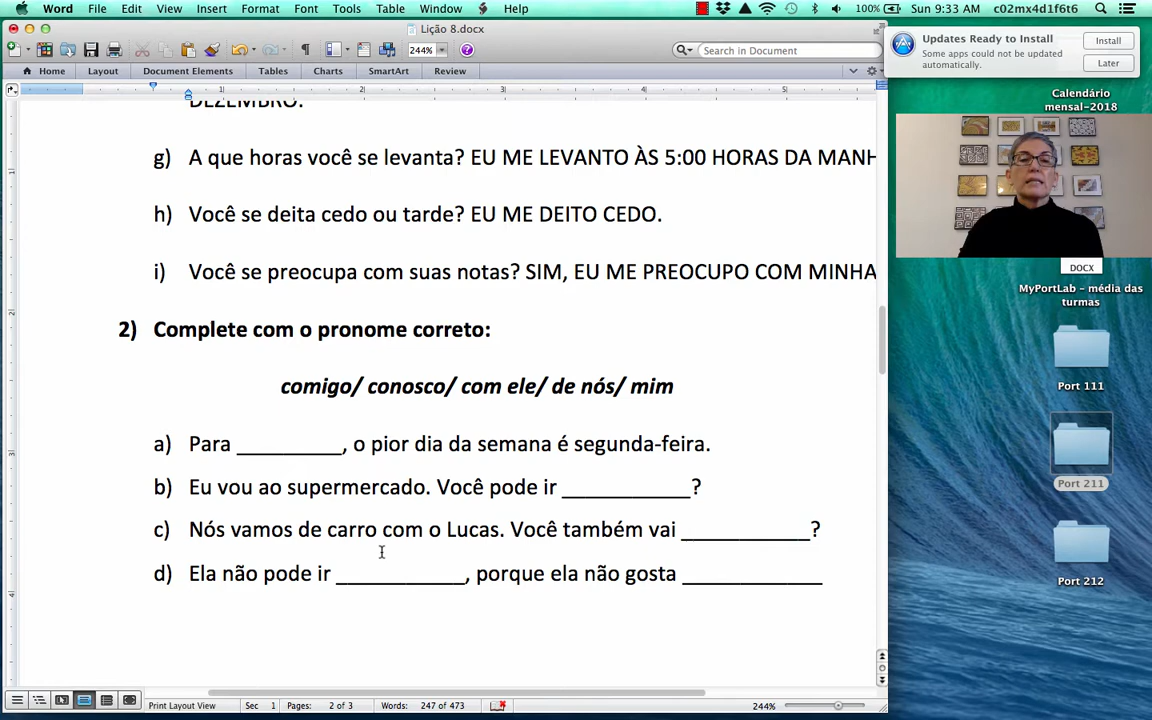 Word File Edit View Insert Format Font Tools Table Window Help 100% Sun 9:33 AM c02mx4d1f6t6
Lição 8.docx
244% Search in Document
Home Layout Document Elements Tables Charts SmartArt Review
Updates Ready to Install
Some apps could not be updated automatically.
Install
Later
1 2 3 4 5
DEZEMBRO.
g) A que horas você se levanta? EU ME LEVANTO ÀS 5:00 HORAS DA MANH
h) Você se deita cedo ou tarde? EU ME DEITO CEDO.
i) Você se preocupa com suas notas? SIM, EU ME PREOCUPO COM MINHA
2) Complete com o pronome correto:
comigo/ conosco/ com ele/ de nós/ mim
a) Para __________, o pior dia da semana é segunda-feira.
b) Eu vou ao supermercado. Você pode ir ____________?
c) Nós vamos de carro com o Lucas. Você também vai ____________?
d) Ela não pode ir ____________, porque ela não gosta _____________
Calendário
mensal-2018
DOCX
MyPortLab - média das
turmas
Port 111
Port 211
Port 212
Print Layout View Sec 1 Pages: 2 of 3 Words: 247 of 473 244%